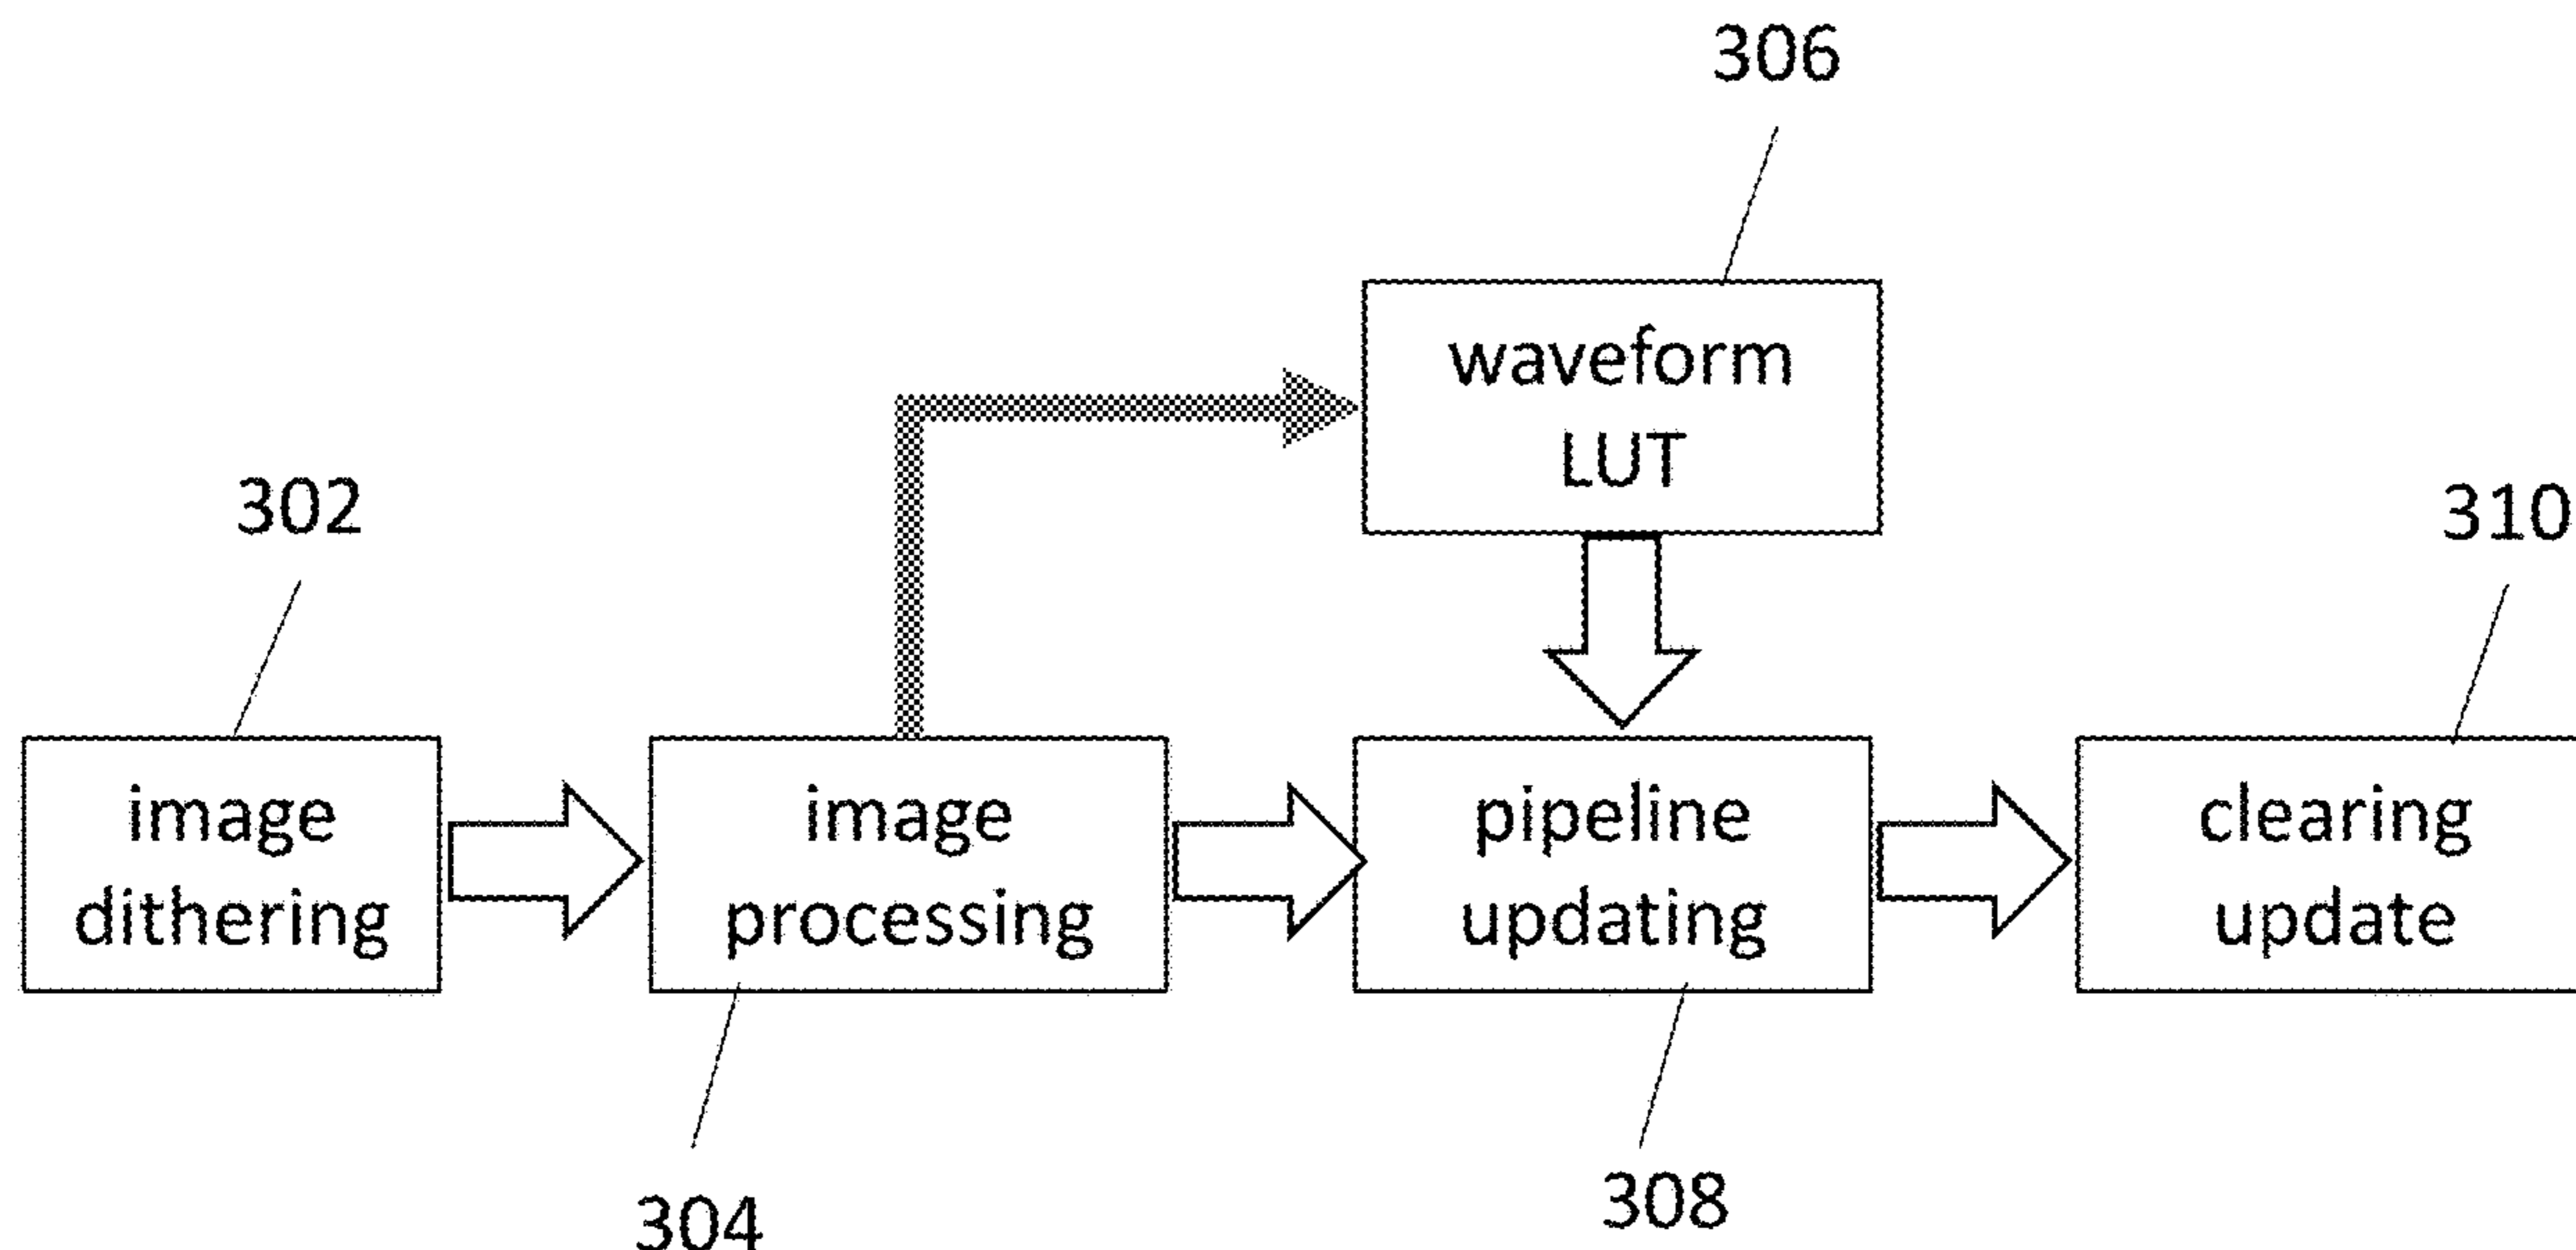 306
waveform
LUT
302
310
image
dithering
image
processing
pipeline
updating
clearing
update
304
308